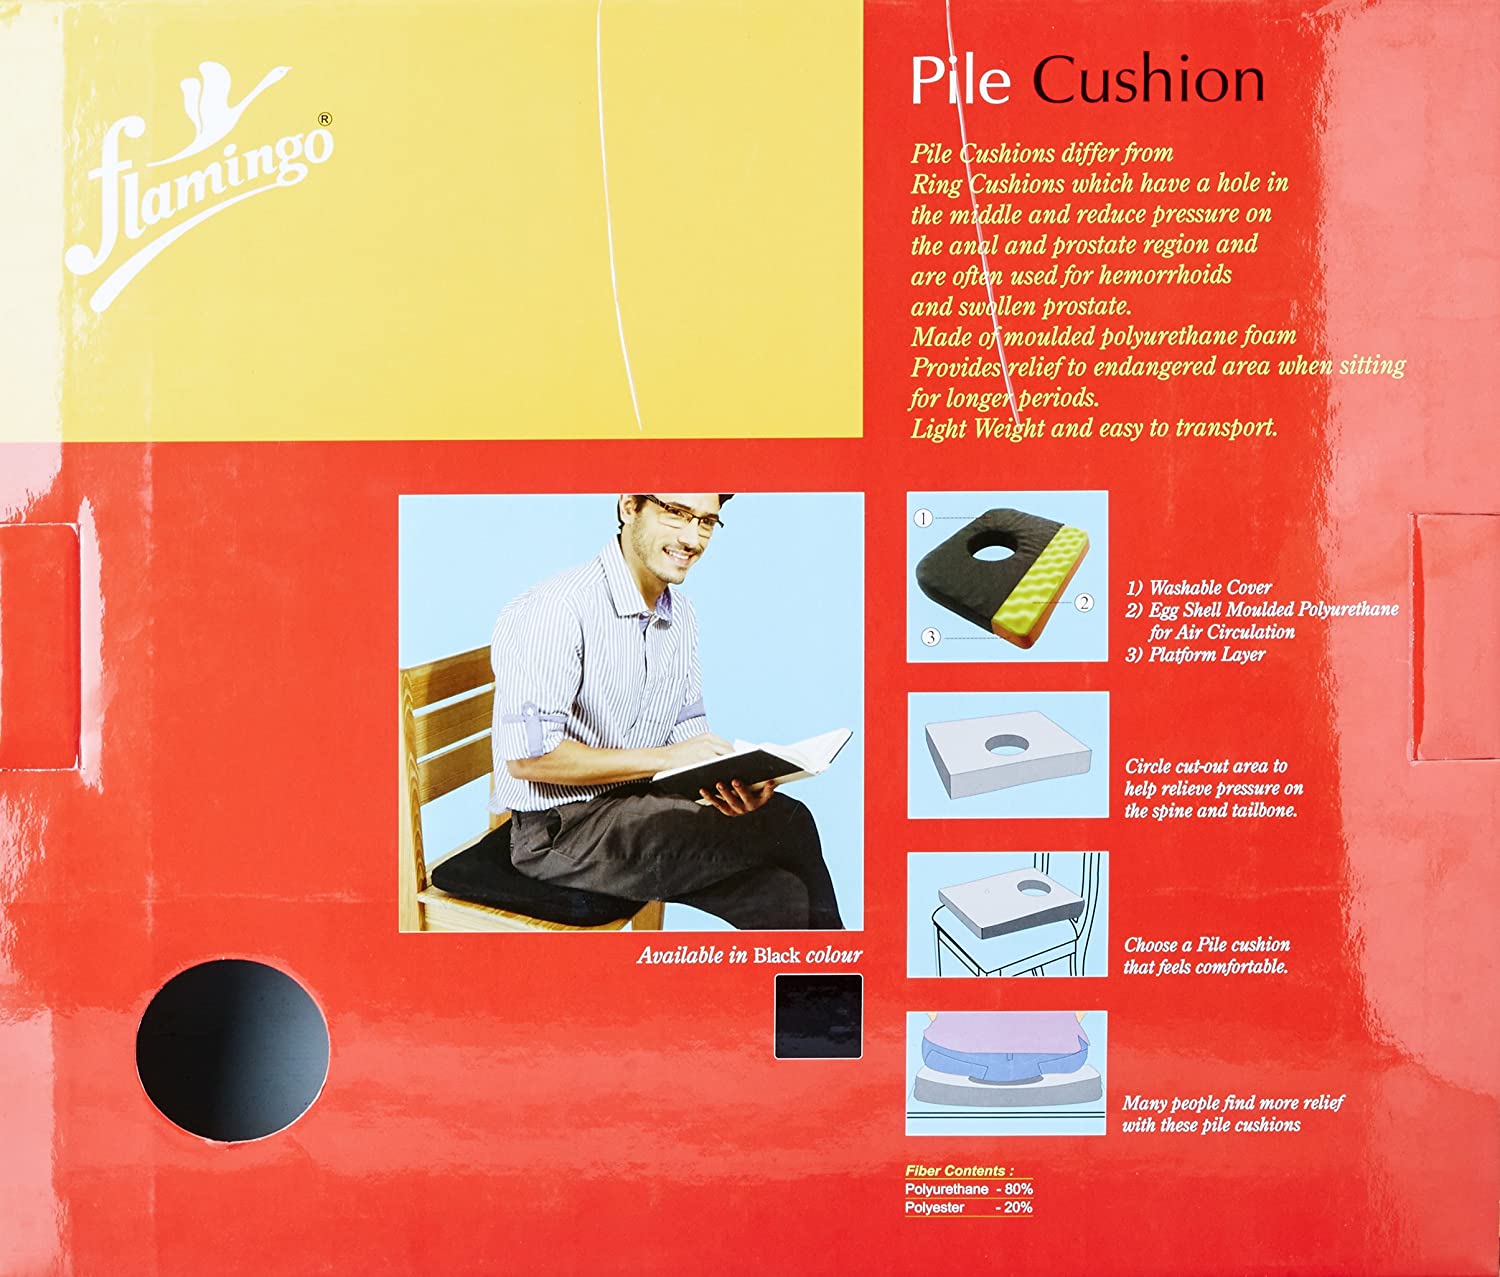 flamingo®
Pile Cushion
Pile Cushions differ from
Ring Cushions which have a hole in
the middle and reduce pressure on
the anal and prostate region and
are often used for hemorrhoids
and swollen prostate.
Made of moulded polyurethane foam
Provides relief to endangered area when sitting
for longer periods.
Light Weight and easy to transport.
1
2
3
1) Washable Cover
2) Egg Shell Moulded Polyurethane
for Air Circulation
3) Platform Layer
Circle cut-out area to
help relieve pressure on
the spine and tailbone.
Available in Black colour
Choose a Pile cushion
that feels comfortable.
Many people find more relief
with these pile cushions
Fiber Contents :
Polyurethane - 80%
Polyester - 20%